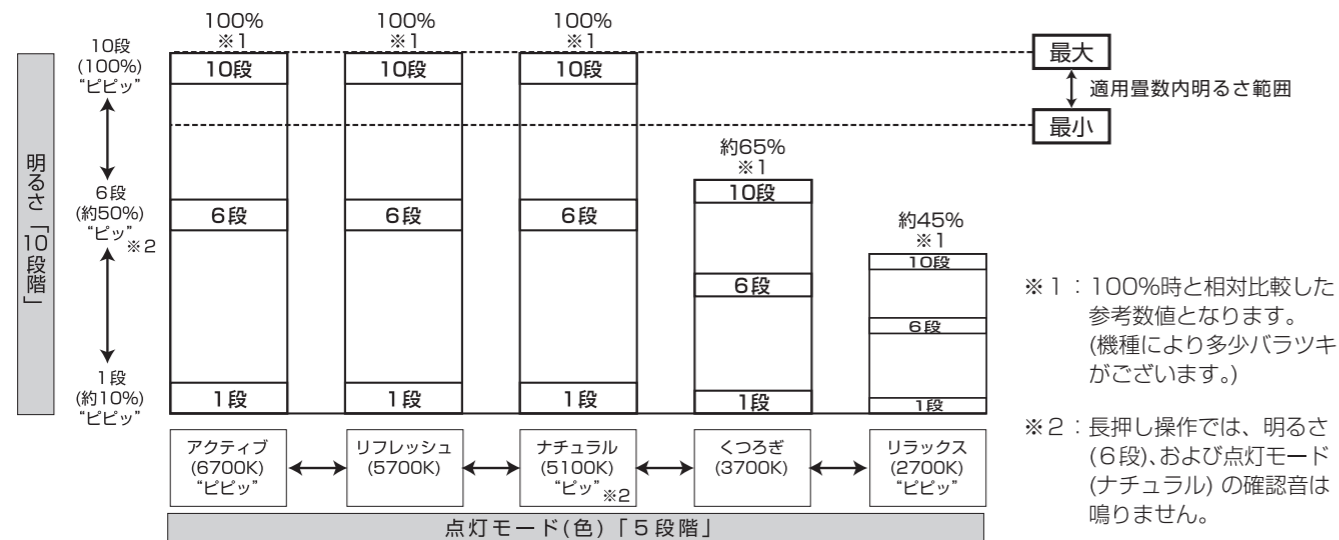 100%
※1
100%
※1
100%
※1
10段
(100%)
“ピピッ”
10段
10段
10段
最大
適用畳数内明るさ範囲
最小
約65%
※1
10段
明るさ「10段階」
6段
(約50%)
“ピッ”
※2
6段
6段
6段
約45%
※1
10段
6段
6段
1段
(約10%)
“ピピッ”
1段
1段
1段
1段
1段
アクティブ
(6700K)
“ピピッ”
リフレッシュ
(5700K)
ナチュラル
(5100K)
“ピッ”
※2
くつろぎ
(3700K)
リラックス
(2700K)
“ピピッ”
点灯モード(色)「5段階」
※1：100%時と相対比較した
参考数値となります。
(機種により多少バラツキ
がございます。)
※2：長押し操作では、明るさ
(6段)、および点灯モード
(ナチュラル) の確認音は
鳴りません。